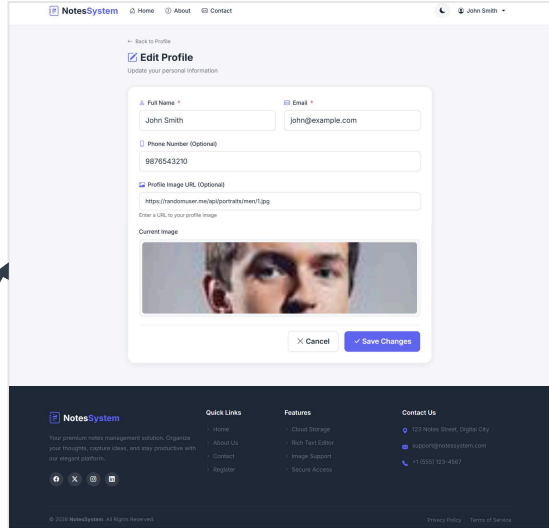 NotesSystem Home About Contact John Smith
← Back to Profile
Edit Profile
Update your personal information
Full Name * Email *
John Smith john@example.com
Phone Number (Optional)
9876543210
Profile Image URL (Optional)
https://randomuser.me/api/portraits/men/1.jpg
Enter a URL to your profile image
Current Image
× Cancel ✓ Save Changes
NotesSystem
Your premium notes management solution. Organize
your thoughts, capture ideas, and stay productive with
our elegant platform.
Quick Links
› Home
› About Us
› Contact
› Register
Features
› Cloud Storage
› Rich Text Editor
› Image Support
› Secure Access
Contact Us
123 Notes Street, Digital City
support@notessystem.com
+1 (555) 123-4567
© 2026 NotesSystem. All Rights Reserved.
Privacy Policy Terms of Service